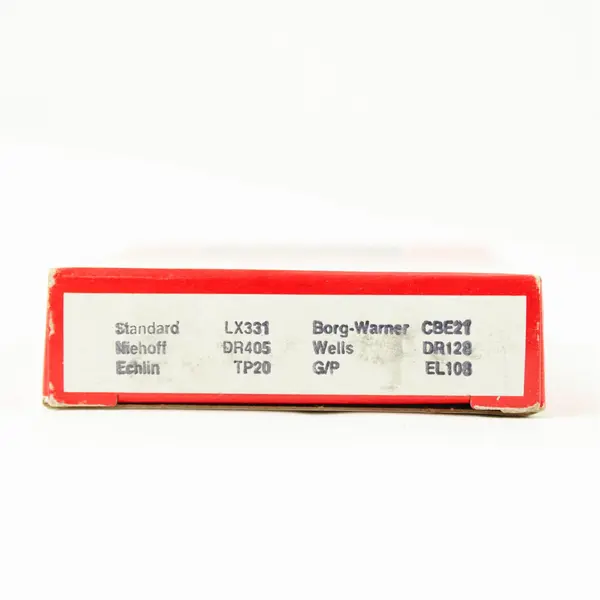 Standard LX331 Borg-Warner CBE21
Niehoff DR405 Wells DR128
Echlin TP20 G/P EL108